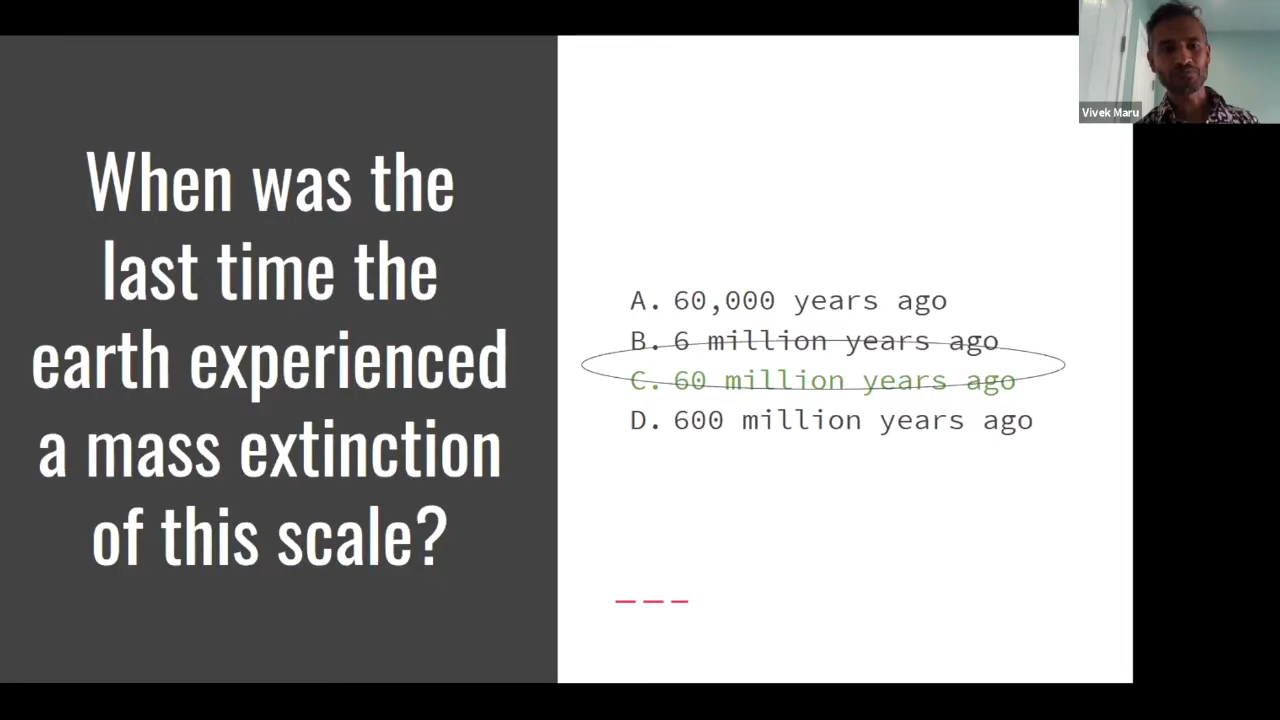 When was the
last time the
earth experienced
a mass extinction
of this scale?
A. 60,000 years ago
B. 6 million years ago
C. 60 million years ago
D. 600 million years ago
Vivek Maru